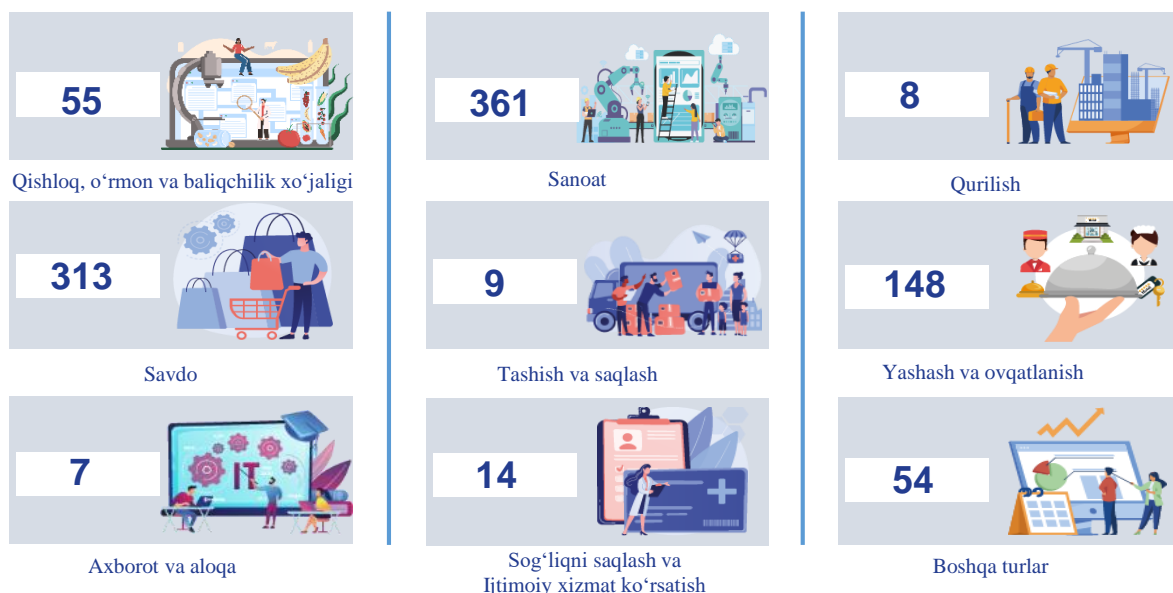 55
361
8
Qishloq, o‘rmon va baliqchilik xo‘jaligi
Sanoat
Qurilish
313
9
148
Savdo
Tashish va saqlash
Yashash va ovqatlanish
7
IT
14
54
Axborot va aloqa
Sog‘liqni saqlash va
Ijtimoiy xizmat ko‘rsatish
Boshqa turlar